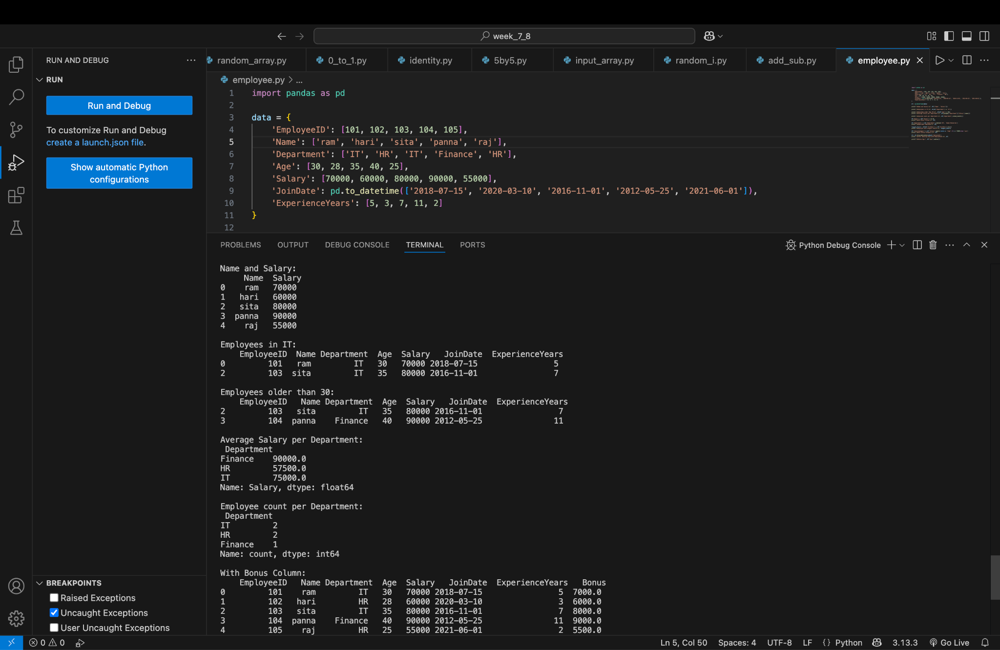 week_7_8
RUN AND DEBUG
RUN
Run and Debug
To customize Run and Debug
create a launch.json file.
Show automatic Python
configurations
random_array.py
0_to_1.py
identity.py
5by5.py
input_array.py
random_i.py
add_sub.py
employee.py
employee.py > ...
1 import pandas as pd
2
3 data = {
4 'EmployeeID': [101, 102, 103, 104, 105],
5 'Name': ['ram', 'hari', 'sita', 'panna', 'raj'],
6 'Department': ['IT', 'HR', 'IT', 'Finance', 'HR'],
7 'Age': [30, 28, 35, 40, 25],
8 'Salary': [70000, 60000, 80000, 90000, 55000],
9 'JoinDate': pd.to_datetime(['2018-07-15', '2020-03-10', '2016-11-01', '2012-05-25', '2021-06-01']),
10 'ExperienceYears': [5, 3, 7, 11, 2]
11 }
12
PROBLEMS OUTPUT DEBUG CONSOLE TERMINAL PORTS
Python Debug Console
Name and Salary:
Name Salary
0 ram 70000
1 hari 60000
2 sita 80000
3 panna 90000
4 raj 55000
Employees in IT:
EmployeeID Name Department Age Salary JoinDate ExperienceYears
0 101 ram IT 30 70000 2018-07-15 5
2 103 sita IT 35 80000 2016-11-01 7
Employees older than 30:
EmployeeID Name Department Age Salary JoinDate ExperienceYears
2 103 sita IT 35 80000 2016-11-01 7
3 104 panna Finance 40 90000 2012-05-25 11
Average Salary per Department:
Department
Finance 90000.0
HR 57500.0
IT 75000.0
Name: Salary, dtype: float64
Employee count per Department:
Department
IT 2
HR 2
Finance 1
Name: count, dtype: int64
With Bonus Column:
EmployeeID Name Department Age Salary JoinDate ExperienceYears Bonus
0 101 ram IT 30 70000 2018-07-15 5 7000.0
1 102 hari HR 28 60000 2020-03-10 3 6000.0
2 103 sita IT 35 80000 2016-11-01 7 8000.0
3 104 panna Finance 40 90000 2012-05-25 11 9000.0
4 105 raj HR 25 55000 2021-06-01 2 5500.0
BREAKPOINTS
Raised Exceptions
Uncaught Exceptions
User Uncaught Exceptions
0 0
Ln 5, Col 50 Spaces: 4 UTF-8 LF {} Python 3.13.3 Go Live